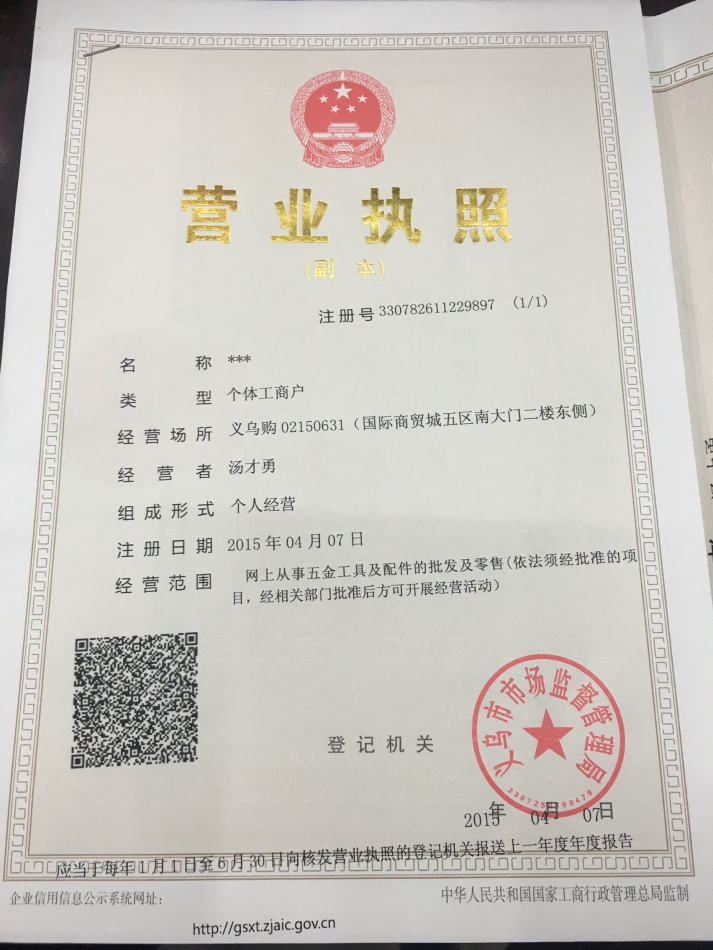 营业执照
(副 本)
注册号 330782611229897 (1/1)
名 称 ***
类 型 个体工商户
经营场所 义乌购 02150631（国际商贸城五区南大门二楼东侧）
经 营 者 汤才勇
组成形式 个人经营
注册日期 2015 年 04 月 07 日
经营范围 网上从事五金工具及配件的批发及零售(依法须经批准的项
目，经相关部门批准后方可开展经营活动）
登记机关
义乌市市场监督管理局
2015 年 04 月 07 日
应当于每年1月1日至6月30日向核发营业执照的登记机关报送上一年度年度报告
企业信用信息公示系统网址：
中华人民共和国国家工商行政管理总局监制
http://gsxt.zjaic.gov.cn